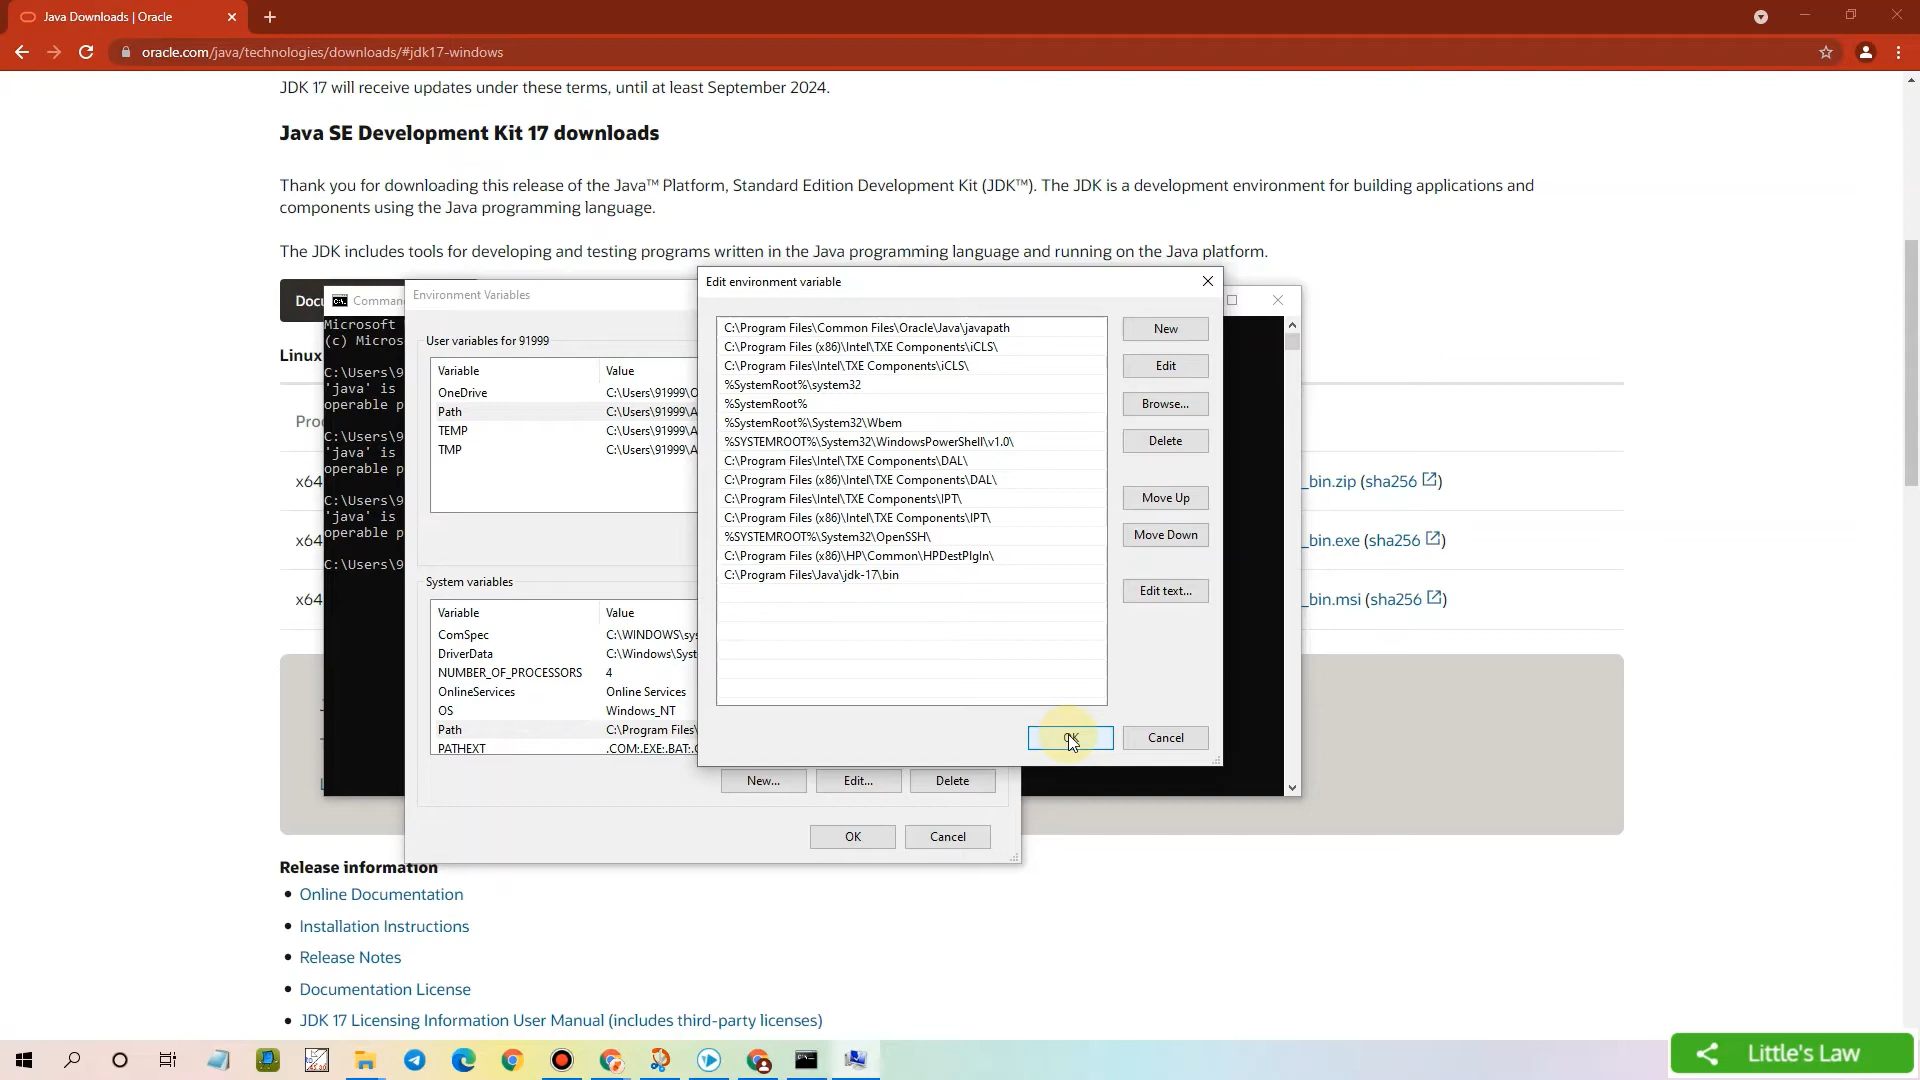 Java Downloads | Oracle
oracle.com/java/technologies/downloads/#jdk17-windows
JDK 17 will receive updates under these terms, until at least September 2024.
Java SE Development Kit 17 downloads
Thank you for downloading this release of the Java™ Platform, Standard Edition Development Kit (JDK™). The JDK is a development environment for building applications and
components using the Java programming language.
The JDK includes tools for developing and testing programs written in the Java programming language and running on the Java platform.
Linux
x64
x64
x64
_bin.zip (sha256)
_bin.exe (sha256)
_bin.msi (sha256)
Microsoft
(c) Micros
C:\Users\9
'java' is
operable p
C:\Users\9
'java' is
operable p
C:\Users\9
'java' is
operable p
C:\Users\9
Environment Variables
User variables for 91999
Variable Value
OneDrive C:\Users\91999\O
Path C:\Users\91999\A
TEMP C:\Users\91999\A
TMP C:\Users\91999\A
System variables
Variable Value
ComSpec C:\WINDOWS\sys
DriverData C:\Windows\Syst
NUMBER_OF_PROCESSORS 4
OnlineServices Online Services
OS Windows_NT
Path C:\Program Files\
PATHEXT .COM;.EXE;.BAT;.
New... Edit... Delete
OK Cancel
Edit environment variable
C:\Program Files\Common Files\Oracle\Java\javapath
C:\Program Files (x86)\Intel\TXE Components\iCLS\
C:\Program Files\Intel\TXE Components\iCLS\
%SystemRoot%\system32
%SystemRoot%
%SystemRoot%\System32\Wbem
%SYSTEMROOT%\System32\WindowsPowerShell\v1.0\
C:\Program Files\Intel\TXE Components\DAL\
C:\Program Files (x86)\Intel\TXE Components\DAL\
C:\Program Files\Intel\TXE Components\IPT\
C:\Program Files (x86)\Intel\TXE Components\IPT\
%SYSTEMROOT%\System32\OpenSSH\
C:\Program Files (x86)\HP\Common\HPDestPlgIn\
C:\Program Files\Java\jdk-17\bin
New
Edit
Browse...
Delete
Move Up
Move Down
Edit text...
OK Cancel
Release information
Online Documentation
Installation Instructions
Release Notes
Documentation License
JDK 17 Licensing Information User Manual (includes third-party licenses)
Little's Law